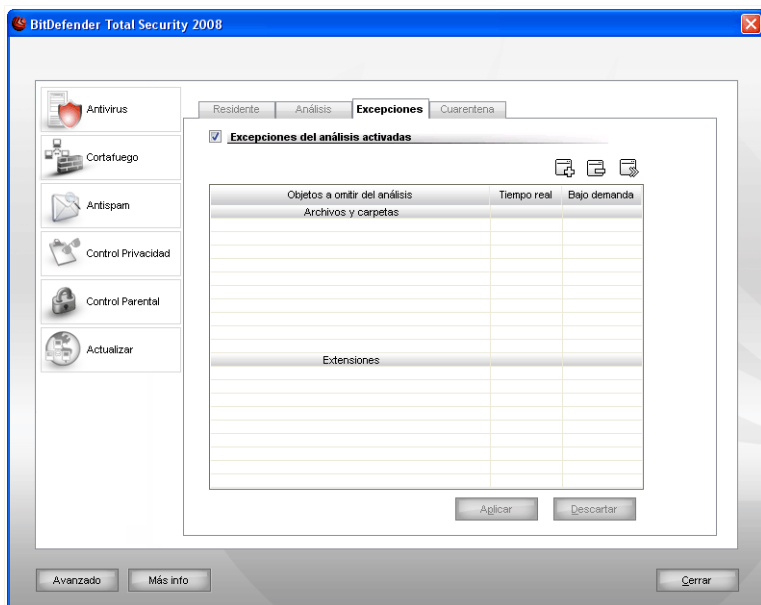 BitDefender Total Security 2008
Antivirus
Cortafuego
Antispam
Control Privacidad
Control Parental
Actualizar
Residente Análisis Excepciones Cuarentena
Excepciones del análisis activadas
Objetos a omitir del análisis Tiempo real Bajo demanda
Archivos y carpetas
Extensiones
Aplicar Descartar
Avanzado Más info Cerrar